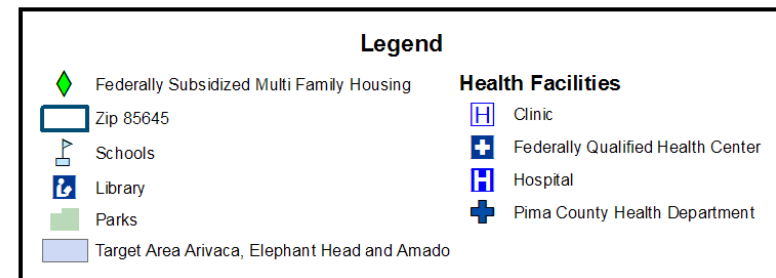 Legend
Federally Subsidized Multi Family Housing
Zip 85645
Schools
Library
Parks
Target Area Arivaca, Elephant Head and Amado
Health Facilities
H Clinic
Federally Qualified Health Center
H Hospital
Pima County Health Department